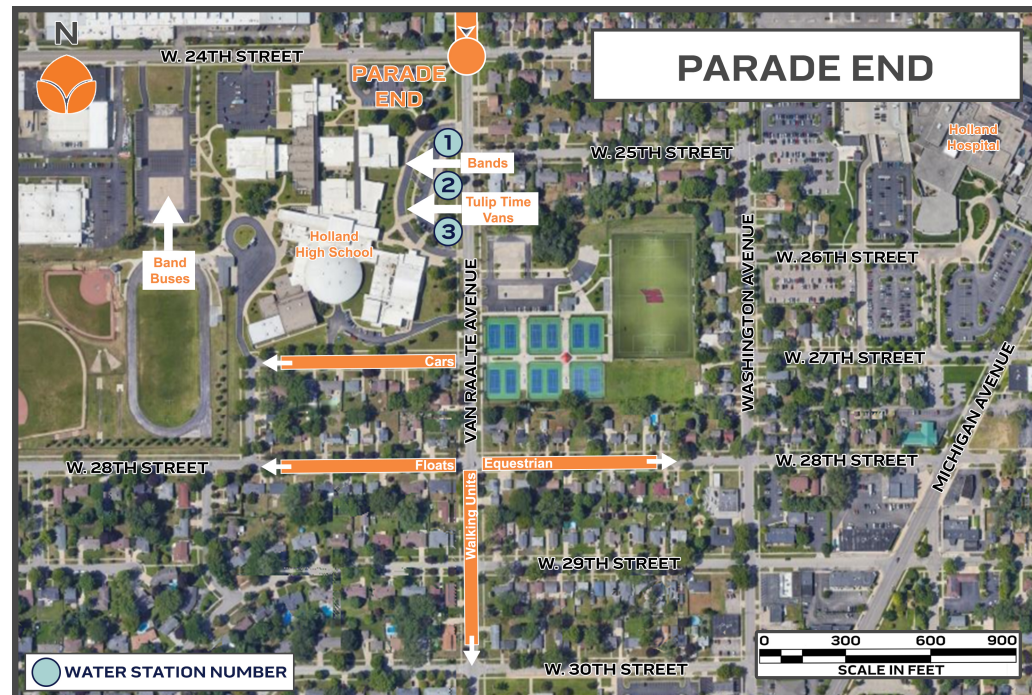 N
W. 24TH STREET
PARADE
END
PARADE END
Holland
Hospital
1
Bands
W. 25TH STREET
2
Tulip Time
Vans
3
Holland
High School
Band
Buses
W. 26TH STREET
VAN RAALTE AVENUE
WASHINGTON AVENUE
Cars
W. 27TH STREET
MICHIGAN AVENUE
W. 28TH STREET
Floats
Equestrian
W. 28TH STREET
Walking Units
W. 29TH STREET
W. 30TH STREET
WATER STATION NUMBER
0 300 600 900
SCALE IN FEET